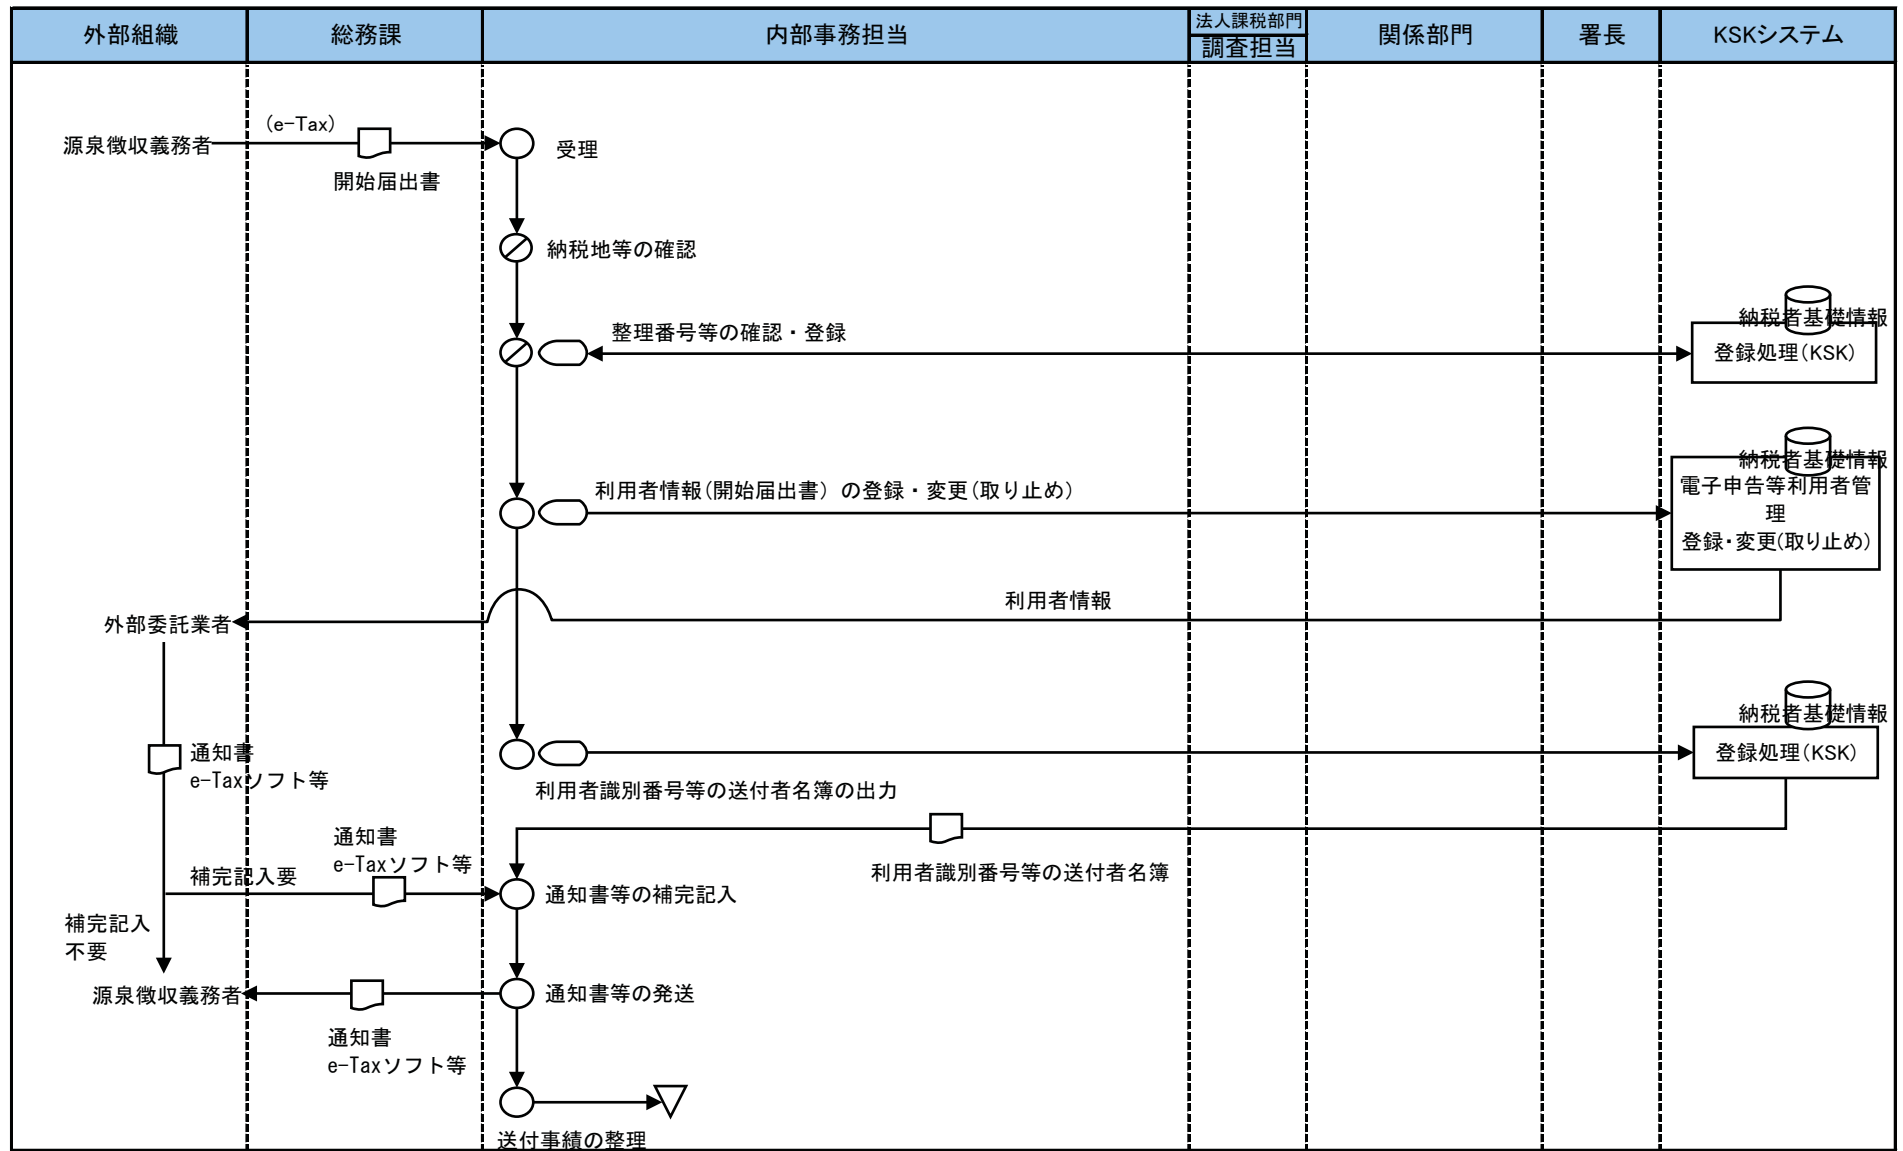 外部組織
総務課
内部事務担当
法人課税部門
調査担当
関係部門
署長
KSKシステム
(e-Tax)
源泉徴収義務者
開始届出書
受理
納税地等の確認
整理番号等の確認・登録
納税者基礎情報
登録処理(KSK)
納税者基礎情報
利用者情報(開始届出書）の登録・変更(取り止め)
電子申告等利用者管
理
登録・変更(取り止め)
利用者情報
外部委託業者
納税者基礎情報
登録処理(KSK)
通知書
e-Taxソフト等
利用者識別番号等の送付者名簿の出力
通知書
e-Taxソフト等
補完記入要
利用者識別番号等の送付者名簿
通知書等の補完記入
補完記入
不要
源泉徴収義務者
通知書等の発送
通知書
e-Taxソフト等
送付事績の整理